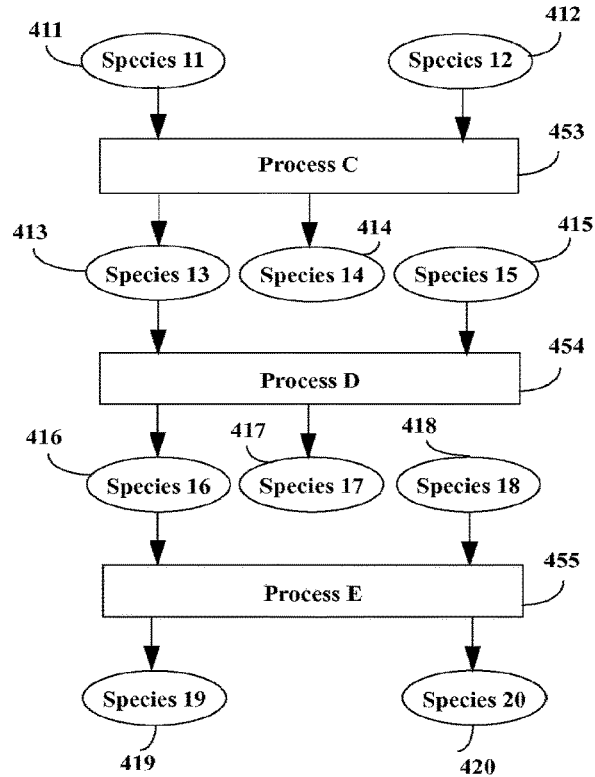 411
412
Species 11
Species 12
453
Process C
413
414
415
Species 13
Species 14
Species 15
454
Process D
416
417
418
Species 16
Species 17
Species 18
455
Process E
Species 19
Species 20
419
420